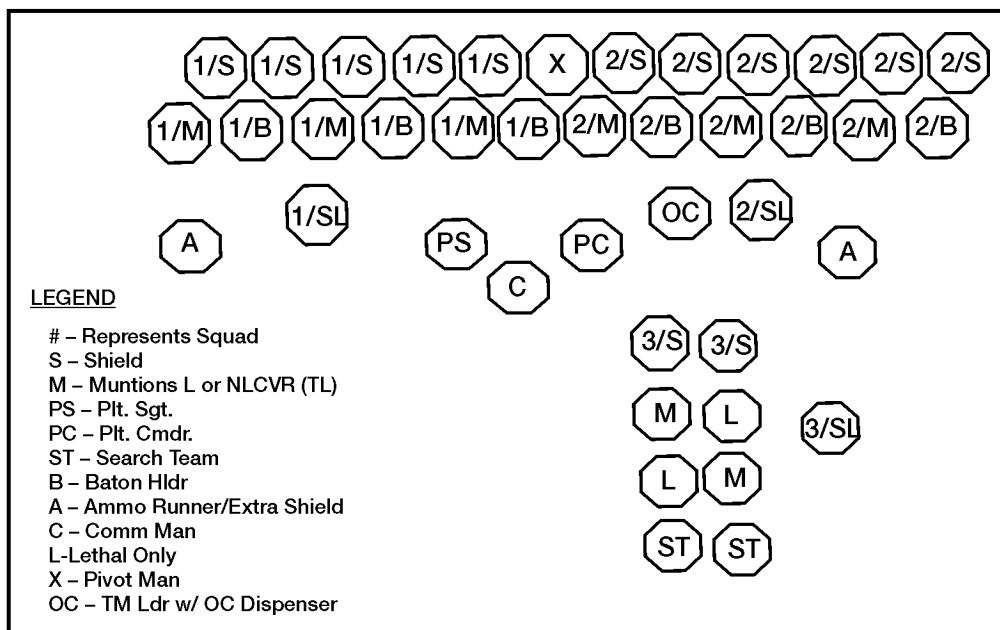 1/S 1/S 1/S 1/S 1/S X 2/S 2/S 2/S 2/S 2/S 2/S
1/M 1/B 1/M 1/B 1/M 1/B 2/M 2/B 2/M 2/B 2/M 2/B
A 1/SL PS C PC OC 2/SL A
LEGEND
# – Represents Squad
S – Shield
M – Muntions L or NLCVR (TL)
PS – Plt. Sgt.
PC – Plt. Cmdr.
ST – Search Team
B – Baton Hldr
A – Ammo Runner/Extra Shield
C – Comm Man
L-Lethal Only
X – Pivot Man
OC – TM Ldr w/ OC Dispenser
3/S 3/S
M L 3/SL
L M
ST ST